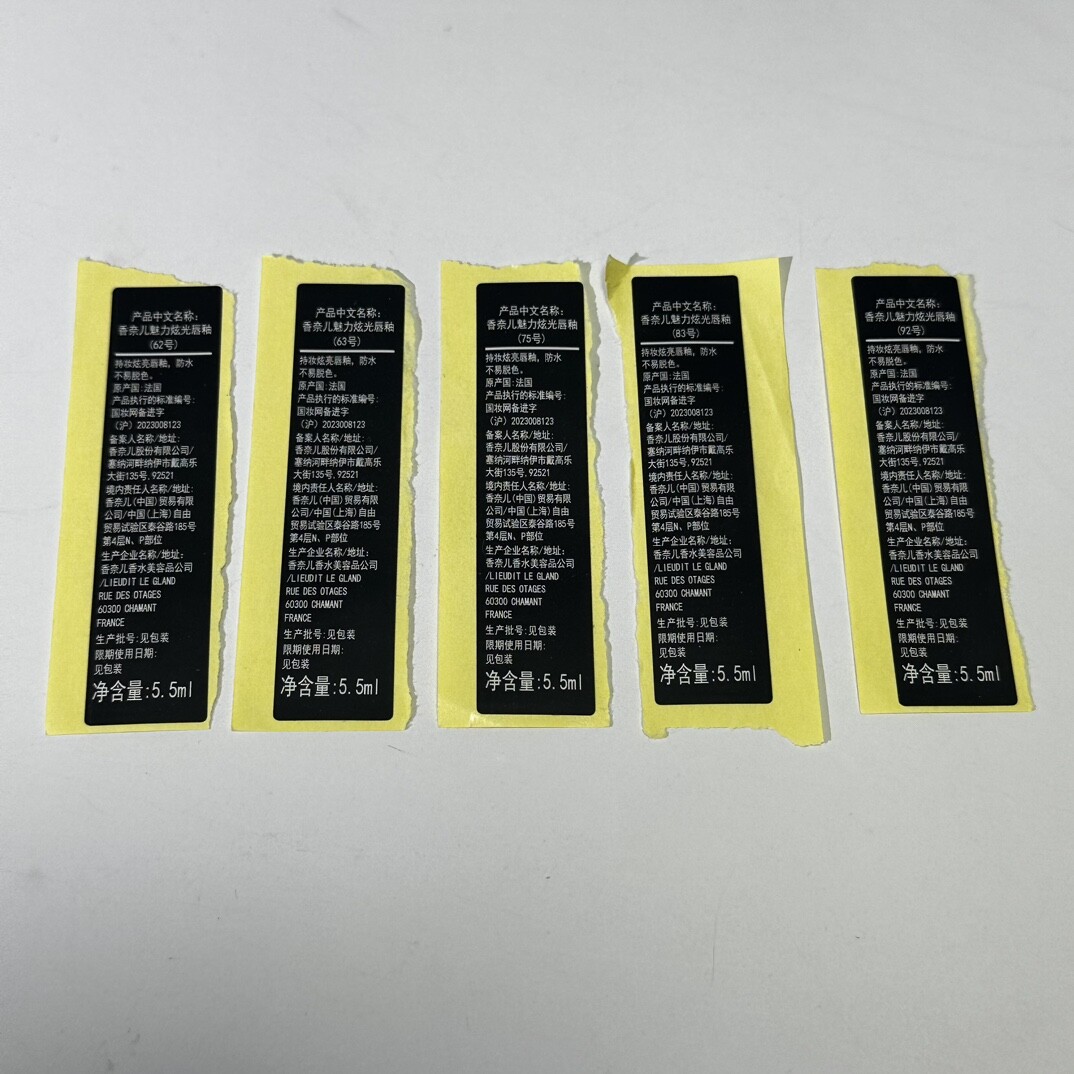 产品中文名称:
香奈儿魅力炫光唇釉
(62号)
持妆炫亮唇釉, 防水
不易脱色。
原产国:法国
产品执行的标准编号:
国妆网备进字
(沪) 2023008123
备案人名称/地址:
香奈儿股份有限公司/
塞纳河畔纳伊市戴高乐
大街135号,92521
境内责任人名称/地址:
香奈儿(中国)贸易有限
公司/中国(上海)自由
贸易试验区泰谷路185号
第4层N、P部位
生产企业名称/地址:
香奈儿香水美容品公司
/LIEUDIT LE GLAND
RUE DES OTAGES
60300 CHAMANT
FRANCE
生产批号:见包装
限期使用日期:
见包装
净含量:5.5ml
产品中文名称:
香奈儿魅力炫光唇釉
(63号)
持妆炫亮唇釉, 防水
不易脱色。
原产国:法国
产品执行的标准编号:
国妆网备进字
(沪) 2023008123
备案人名称/地址:
香奈儿股份有限公司/
塞纳河畔纳伊市戴高乐
大街135号,92521
境内责任人名称/地址:
香奈儿(中国)贸易有限
公司/中国(上海)自由
贸易试验区泰谷路185号
第4层N、P部位
生产企业名称/地址:
香奈儿香水美容品公司
/LIEUDIT LE GLAND
RUE DES OTAGES
60300 CHAMANT
FRANCE
生产批号:见包装
限期使用日期:
见包装
净含量:5.5ml
产品中文名称:
香奈儿魅力炫光唇釉
(75号)
持妆炫亮唇釉, 防水
不易脱色。
原产国:法国
产品执行的标准编号:
国妆网备进字
(沪) 2023008123
备案人名称/地址:
香奈儿股份有限公司/
塞纳河畔纳伊市戴高乐
大街135号,92521
境内责任人名称/地址:
香奈儿(中国)贸易有限
公司/中国(上海)自由
贸易试验区泰谷路185号
第4层N、P部位
生产企业名称/地址:
香奈儿香水美容品公司
/LIEUDIT LE GLAND
RUE DES OTAGES
60300 CHAMANT
FRANCE
生产批号:见包装
限期使用日期:
见包装
净含量:5.5ml
产品中文名称:
香奈儿魅力炫光唇釉
(83号)
持妆炫亮唇釉, 防水
不易脱色。
原产国:法国
产品执行的标准编号:
国妆网备进字
(沪) 2023008123
备案人名称/地址:
香奈儿股份有限公司/
塞纳河畔纳伊市戴高乐
大街135号,92521
境内责任人名称/地址:
香奈儿(中国)贸易有限
公司/中国(上海)自由
贸易试验区泰谷路185号
第4层N、P部位
生产企业名称/地址:
香奈儿香水美容品公司
/LIEUDIT LE GLAND
RUE DES OTAGES
60300 CHAMANT
FRANCE
生产批号:见包装
限期使用日期:
见包装
净含量:5.5ml
产品中文名称:
香奈儿魅力炫光唇釉
(92号)
持妆炫亮唇釉, 防水
不易脱色。
原产国:法国
产品执行的标准编号:
国妆网备进字
(沪) 2023008123
备案人名称/地址:
香奈儿股份有限公司/
塞纳河畔纳伊市戴高乐
大街135号,92521
境内责任人名称/地址:
香奈儿(中国)贸易有限
公司/中国(上海)自由
贸易试验区泰谷路185号
第4层N、P部位
生产企业名称/地址:
香奈儿香水美容品公司
/LIEUDIT LE GLAND
RUE DES OTAGES
60300 CHAMANT
FRANCE
生产批号:见包装
限期使用日期:
见包装
净含量:5.5ml